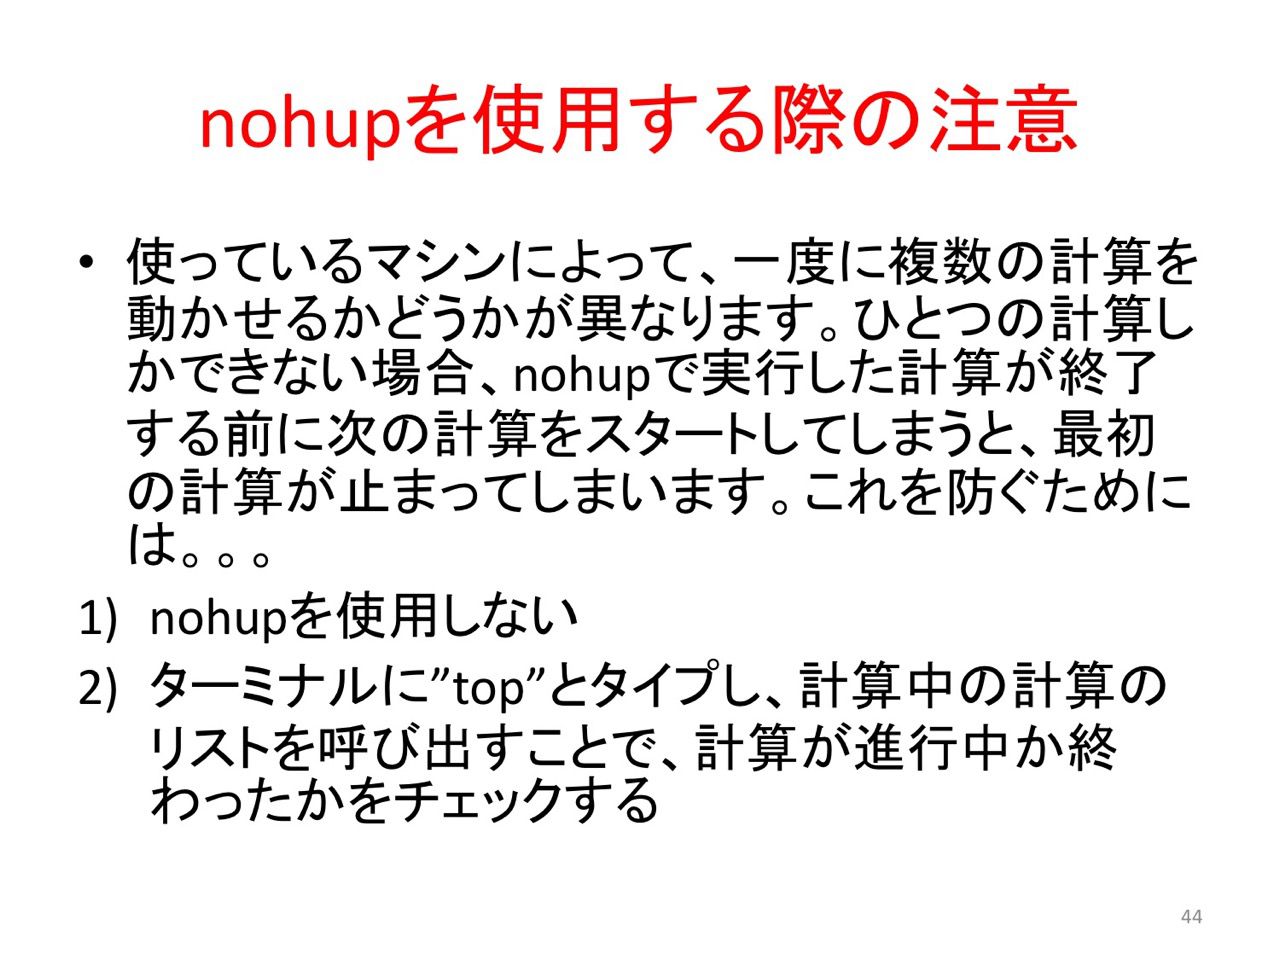 nohupを使用する際の注意
• 使っているマシンによって、一度に複数の計算を
動かせるかどうかが異なります。ひとつの計算し
かできない場合、nohupで実行した計算が終了
する前に次の計算をスタートしてしまうと、最初
の計算が止まってしまいます。これを防ぐために
は。。。
1) nohupを使用しない
2) ターミナルに”top”とタイプし、計算中の計算の
リストを呼び出すことで、計算が進行中か終
わったかをチェックする
44